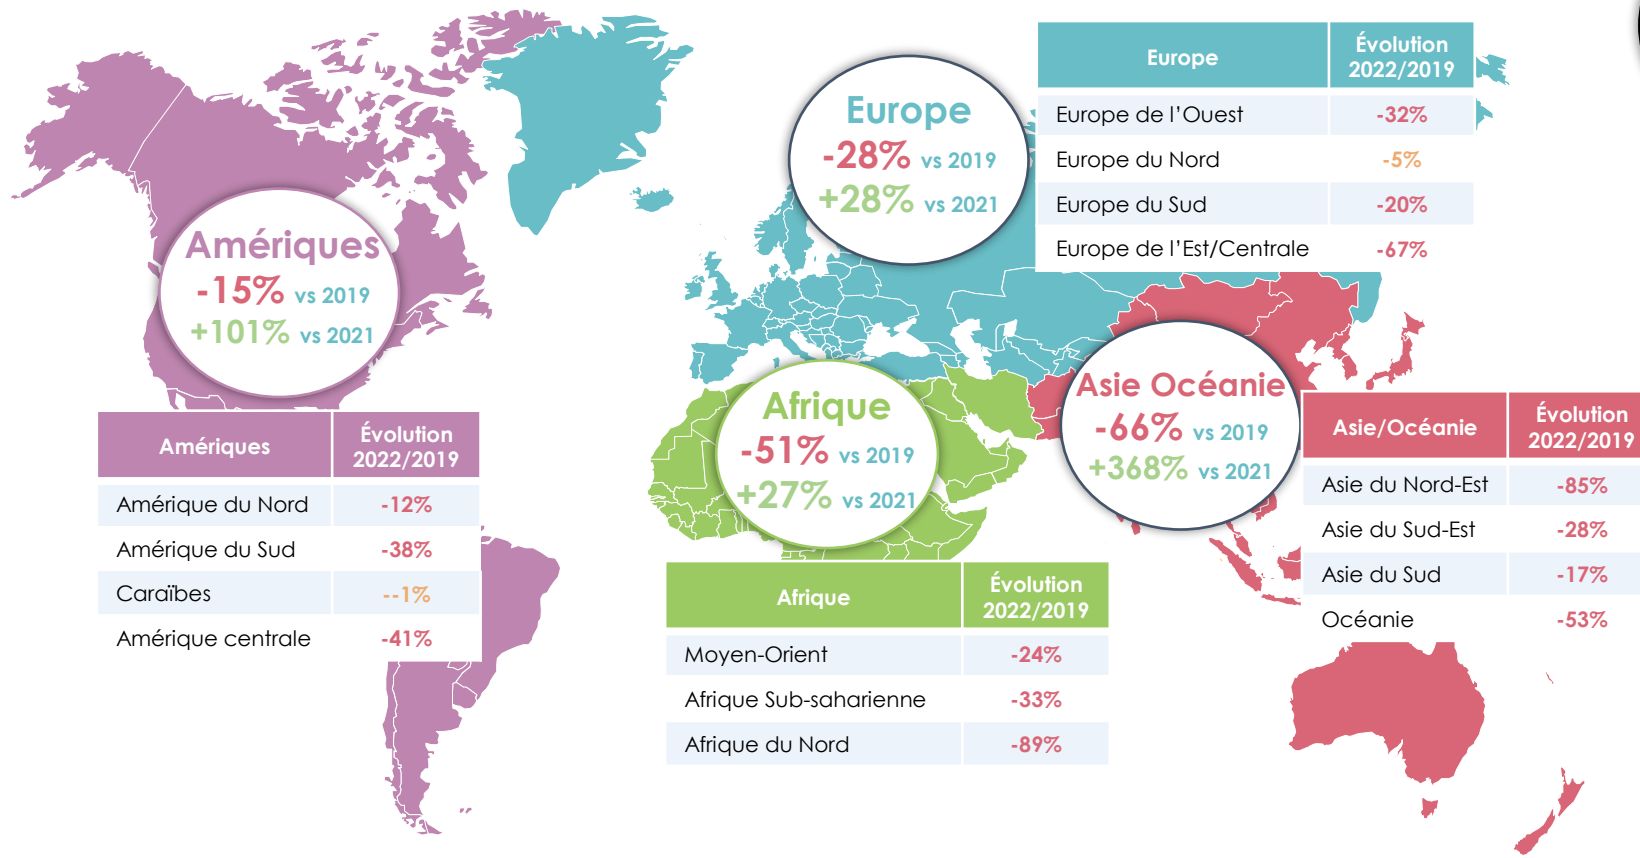 Europe
-28% vs 2019
+28% vs 2021
Europe Évolution 2022/2019
Europe de l’Ouest -32%
Europe du Nord -5%
Europe du Sud -20%
Europe de l’Est/Centrale -67%
Amériques
-15% vs 2019
+101% vs 2021
Amériques Évolution 2022/2019
Amérique du Nord -12%
Amérique du Sud -38%
Caraïbes --1%
Amérique centrale -41%
Afrique
-51% vs 2019
+27% vs 2021
Afrique Évolution 2022/2019
Moyen-Orient -24%
Afrique Sub-saharienne -33%
Afrique du Nord -89%
Asie Océanie
-66% vs 2019
+368% vs 2021
Asie/Océanie Évolution 2022/2019
Asie du Nord-Est -85%
Asie du Sud-Est -28%
Asie du Sud -17%
Océanie -53%